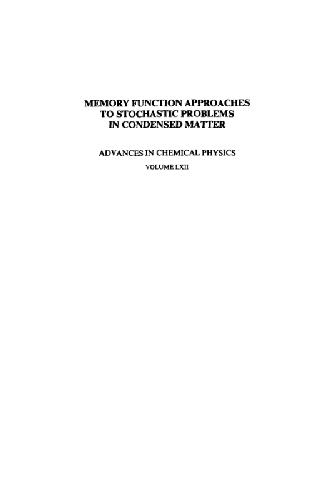 MEMORY FUNCTION APPROACHES
TO STOCHASTIC PROBLEMS
IN CONDENSED MATTER
ADVANCES IN CHEMICAL PHYSICS
VOLUME LXII